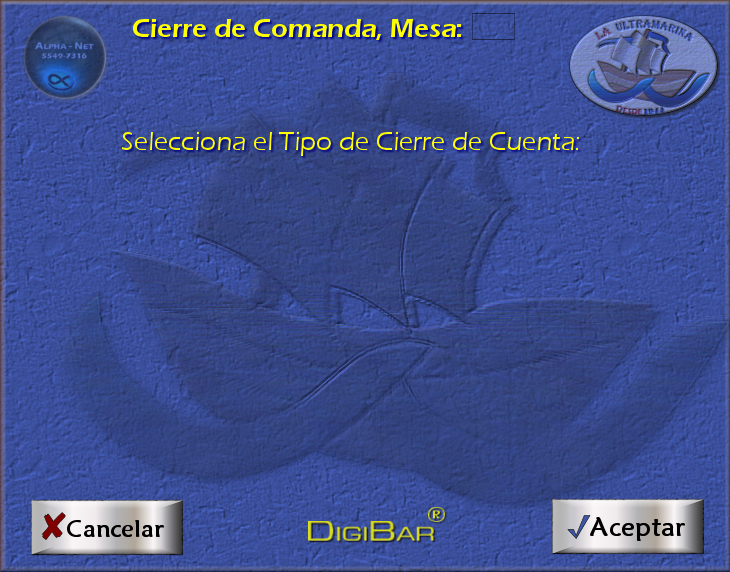 Cierre de Comanda, Mesa:
ALPHA - NET
5549-7316
LA ULTRAMARINA
Selecciona el Tipo de Cierre de Cuenta:
Cancelar
DIGIBAR®
Aceptar